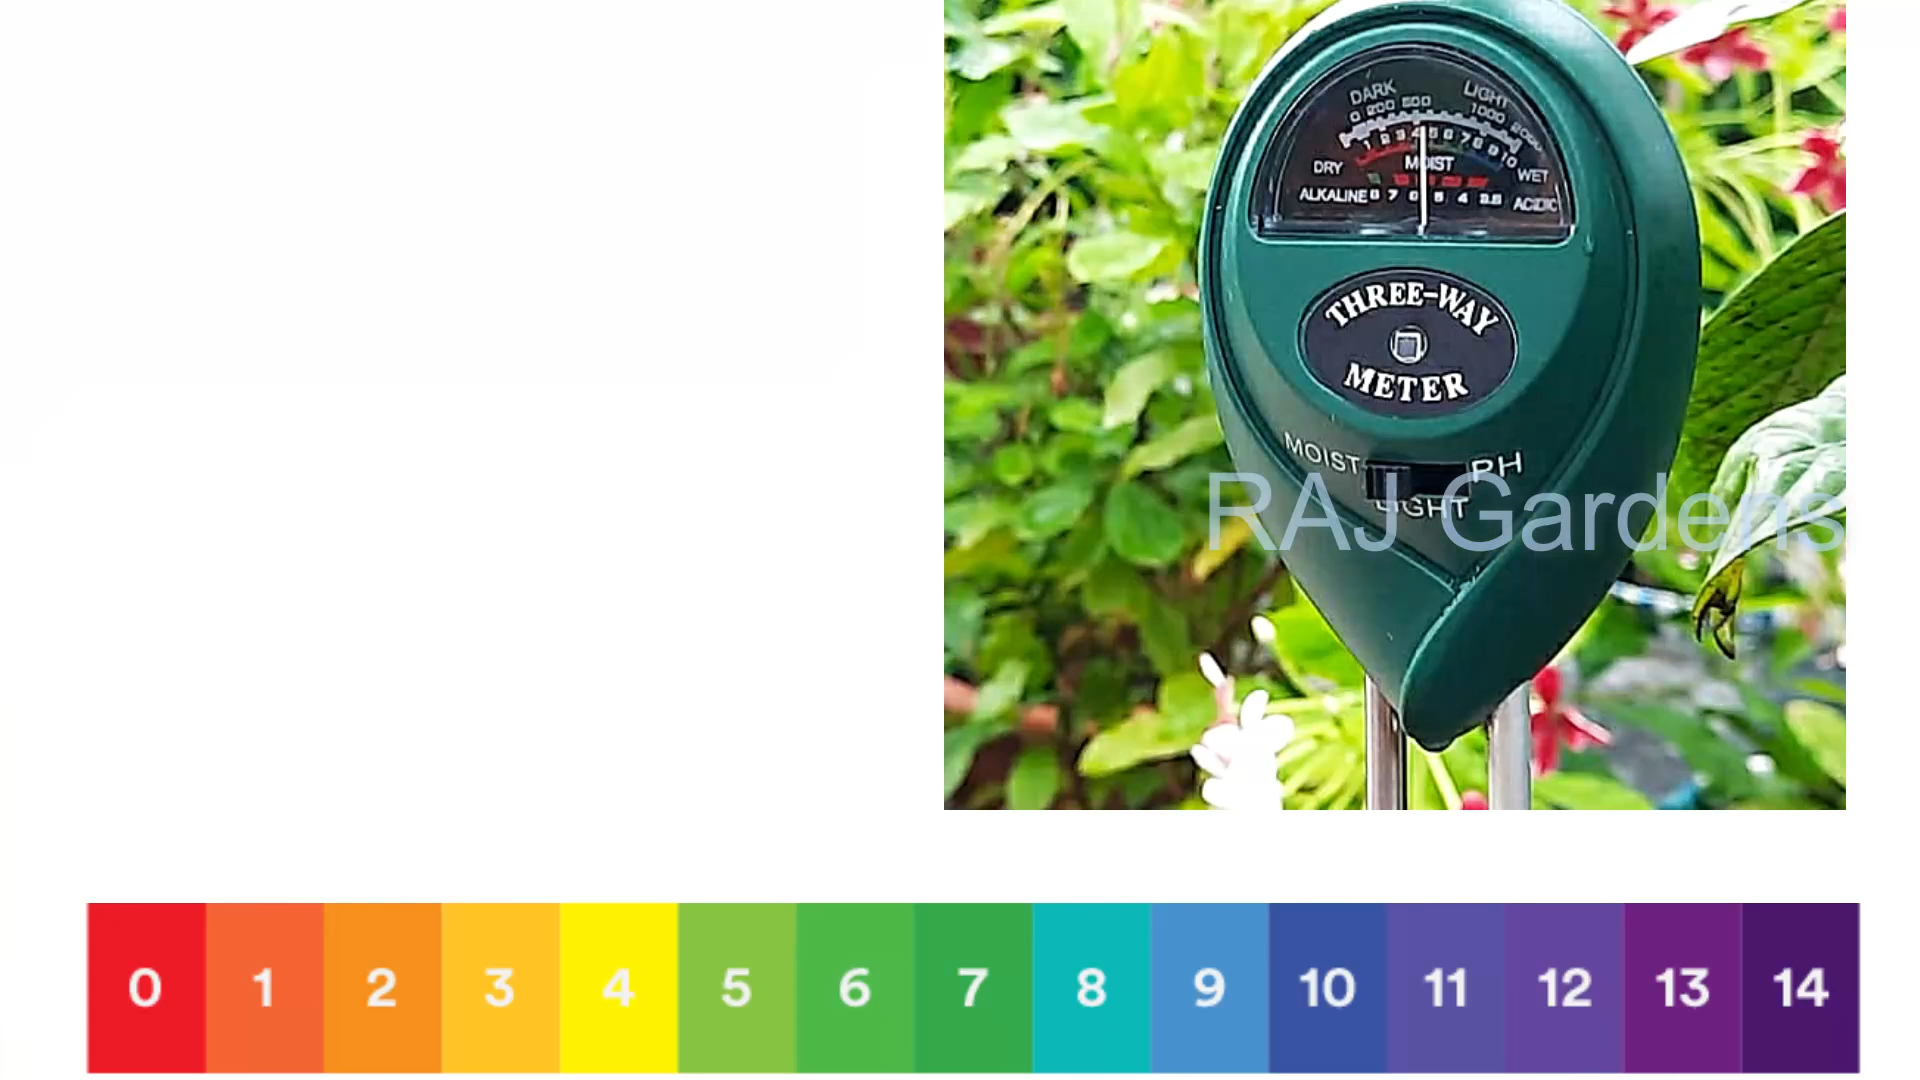 DARK LIGHT
0 200 500 1000 2000
1 2 3 4 5 6 7 8 9 10
DRY MOIST WET
ALKALINE 8 7 6 5 4 3.5 ACIDIC
THREE-WAY
METER
MOIST PH
LIGHT
RAJ Gardens
0 1 2 3 4 5 6 7 8 9 10 11 12 13 14